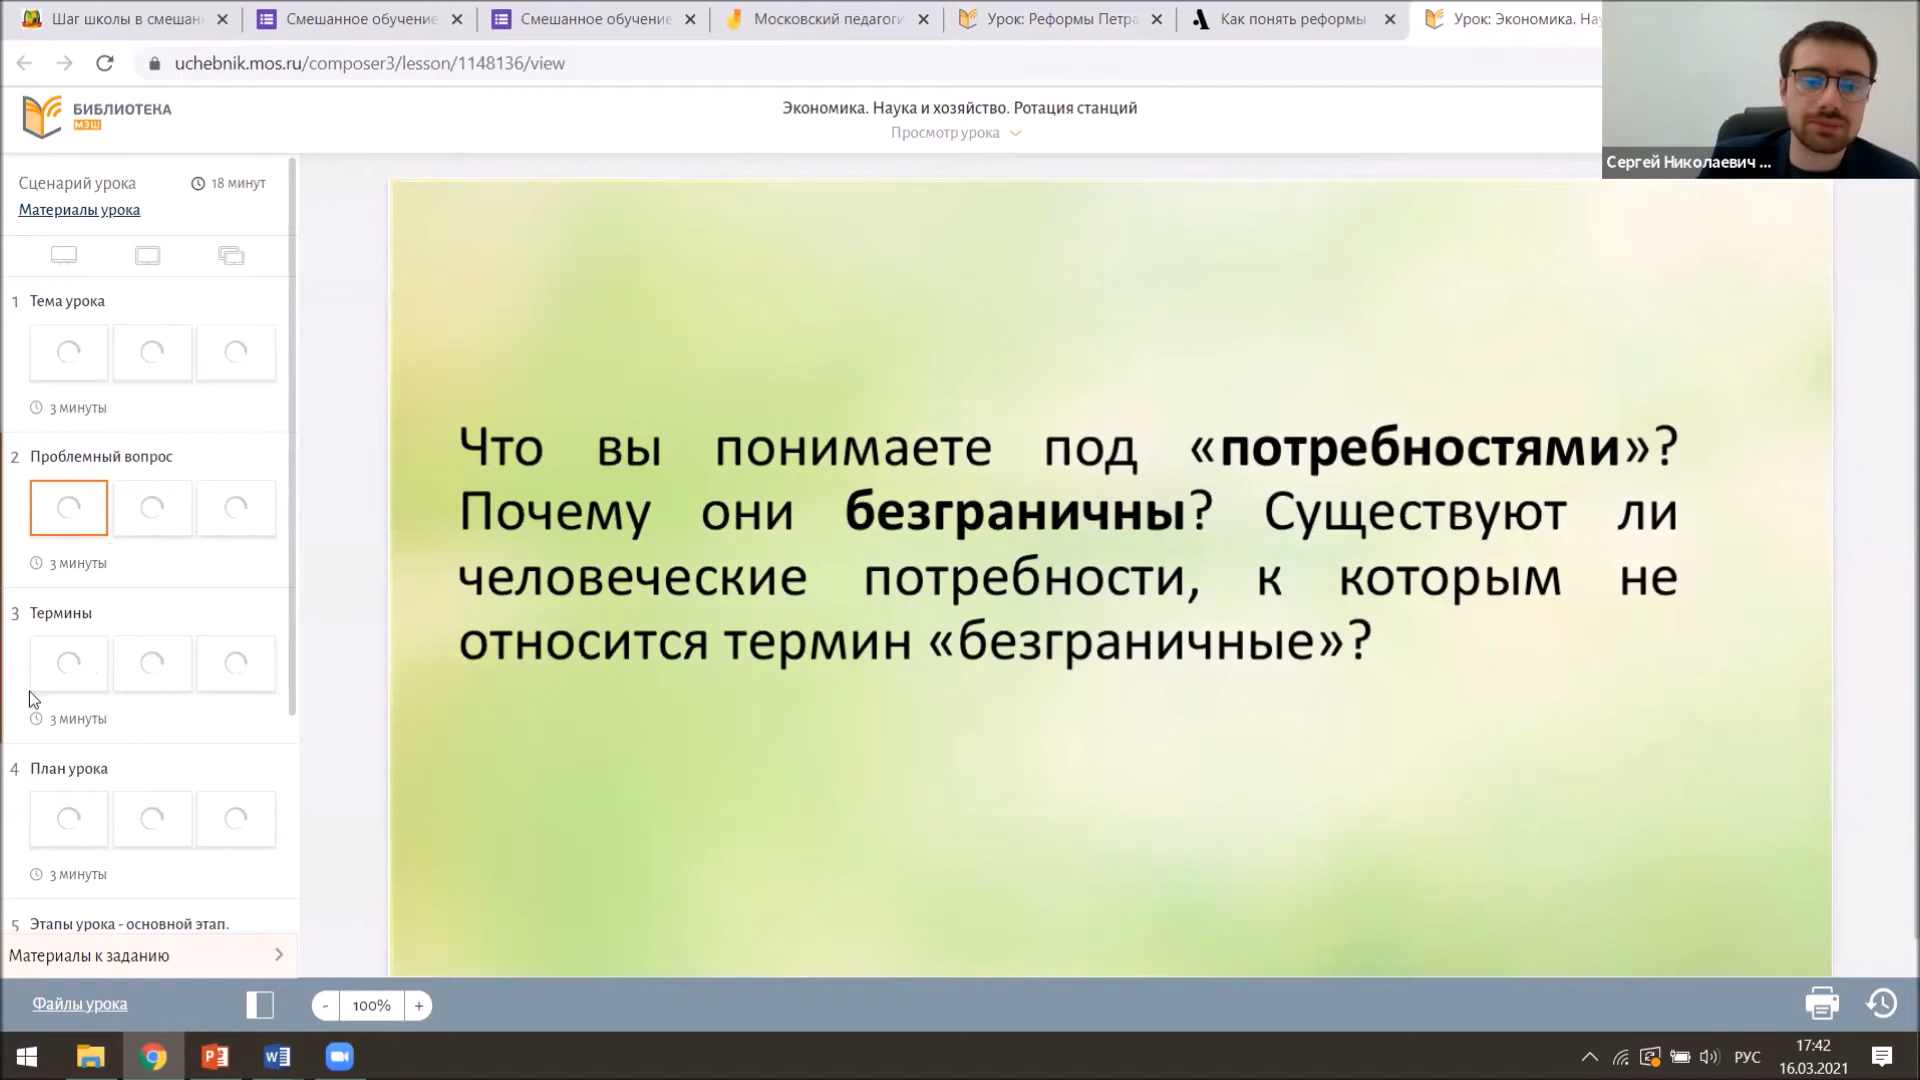 Шаг школы в смешан
Смешанное обучение
Смешанное обучение
Московский педагоги
Урок: Реформы Петра
Как понять реформы
Урок: Экономика. На
uchebnik.mos.ru/composer3/lesson/1148136/view
БИБЛИОТЕКА
МЭШ
Экономика. Наука и хозяйство. Ротация станций
Просмотр урока
Сергей Николаевич ...
Сценарий урока
18 минут
Материалы урока
1 Тема урока
3 минуты
2 Проблемный вопрос
3 минуты
3 Термины
3 минуты
4 План урока
3 минуты
5 Этапы урока - основной этап.
Материалы к заданию
Что вы понимаете под «потребностями»?
Почему они безграничны? Существуют ли
человеческие потребности, к которым не
относится термин «безграничные»?
Файлы урока
- 100% +
РУС
17:42
16.03.2021